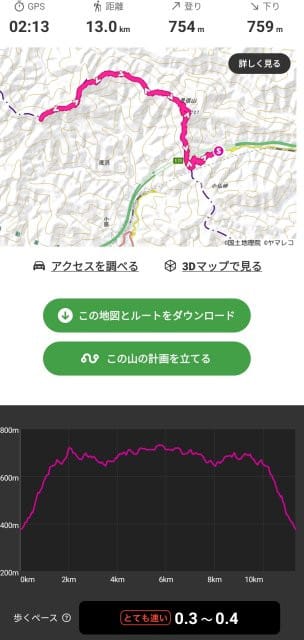 GPS 距離 登り 下り
02:13 13.0 km 754 m 759 m
詳しく見る
小仏峠
©国土地理院 ©ヤマレコ
アクセスを調べる 3Dマップで見る
この地図とルートをダウンロード
この山の計画を立てる
800m
600m
400m
200m
0km 2km 4km 6km 8km 10km
歩くペース とても速い 0.3~0.4